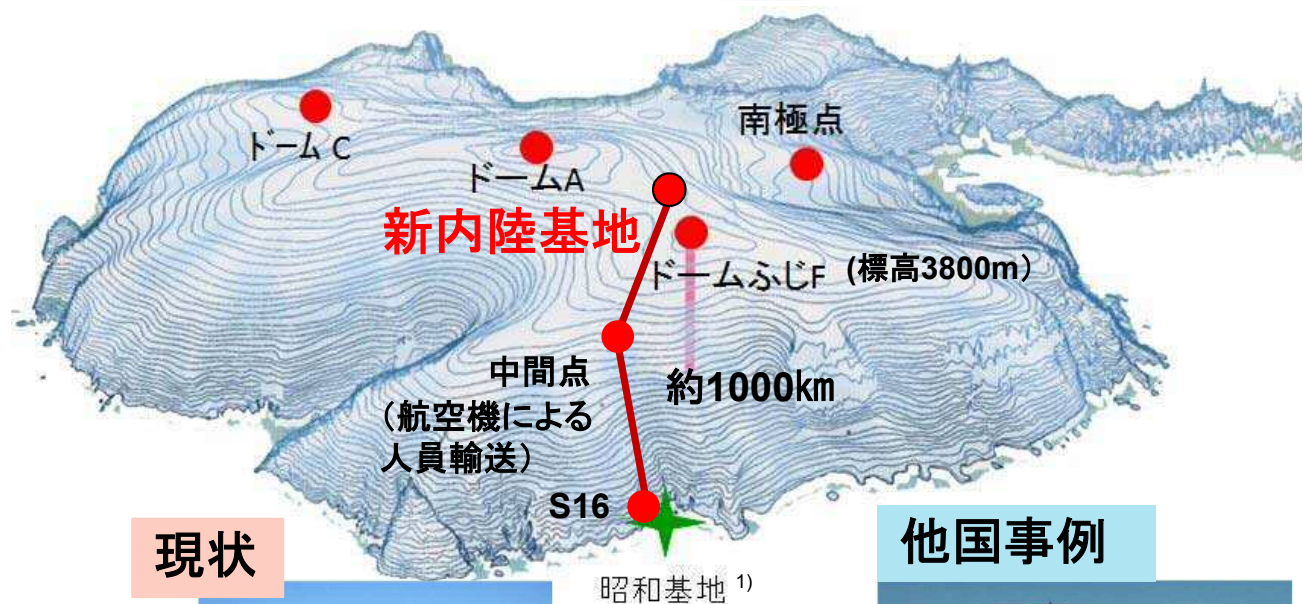 南極点
ドーム C
ドームA
新内陸基地
ドームふじF (標高3800m)
中間点
(航空機による
人員輸送)
約1000㎞
S16
現状
他国事例
昭和基地 1)